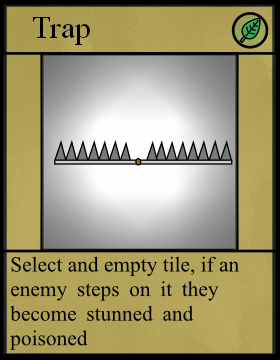 Trap
Select and empty tile, if an
enemy steps on it they
become stunned and
poisoned